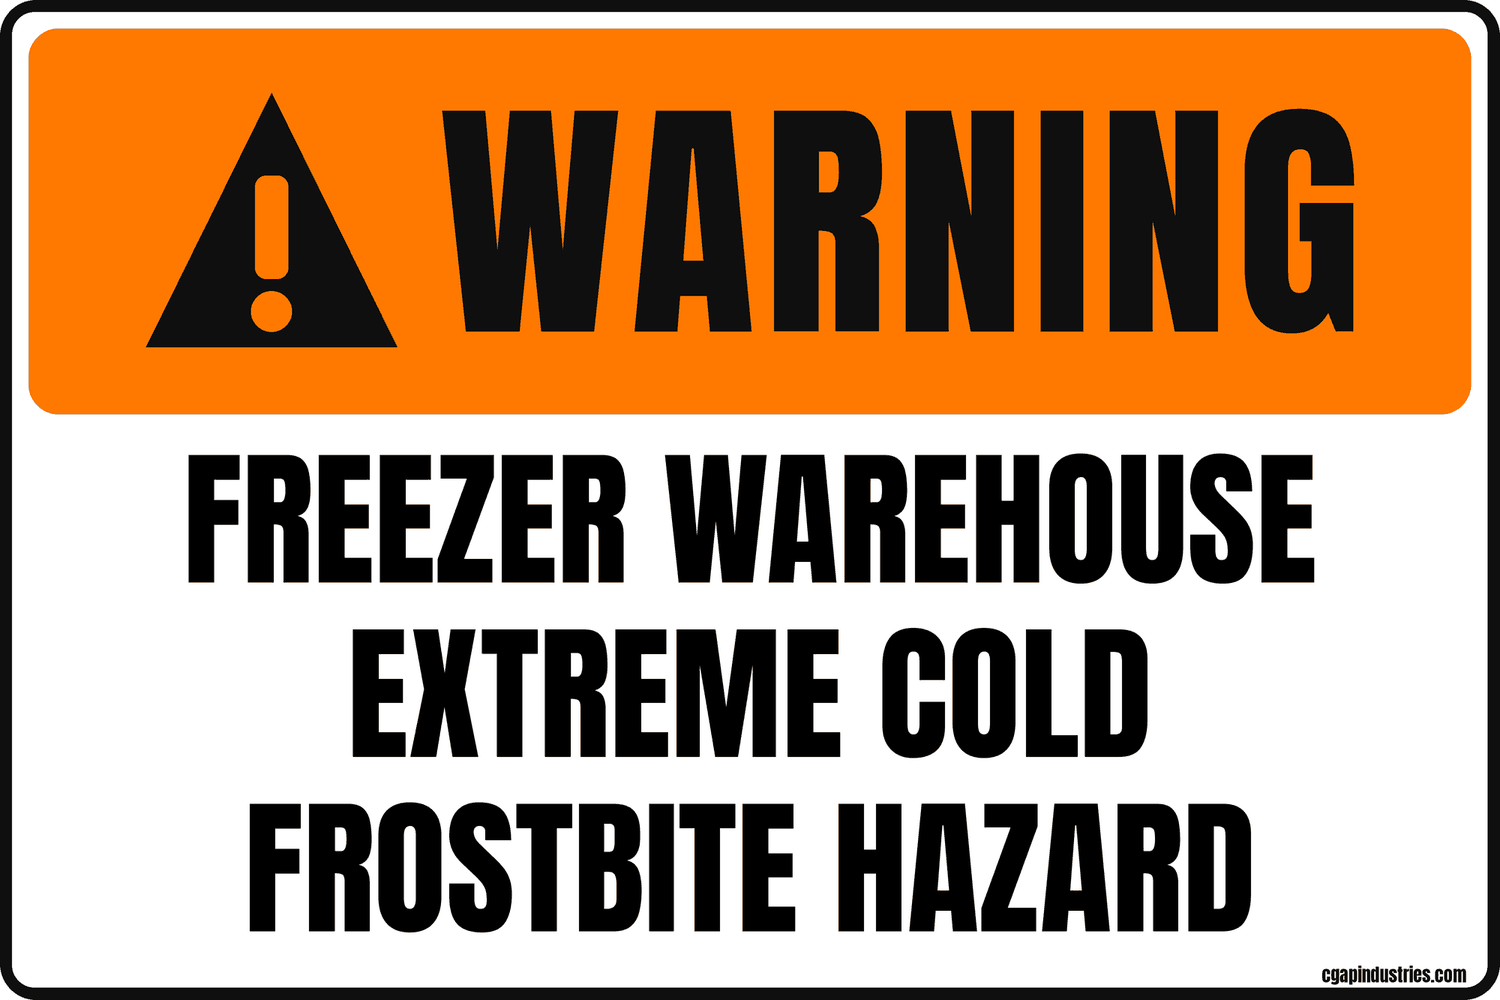 WARNING
FREEZER WAREHOUSE
EXTREME COLD
FROSTBITE HAZARD
cgapindustries.com